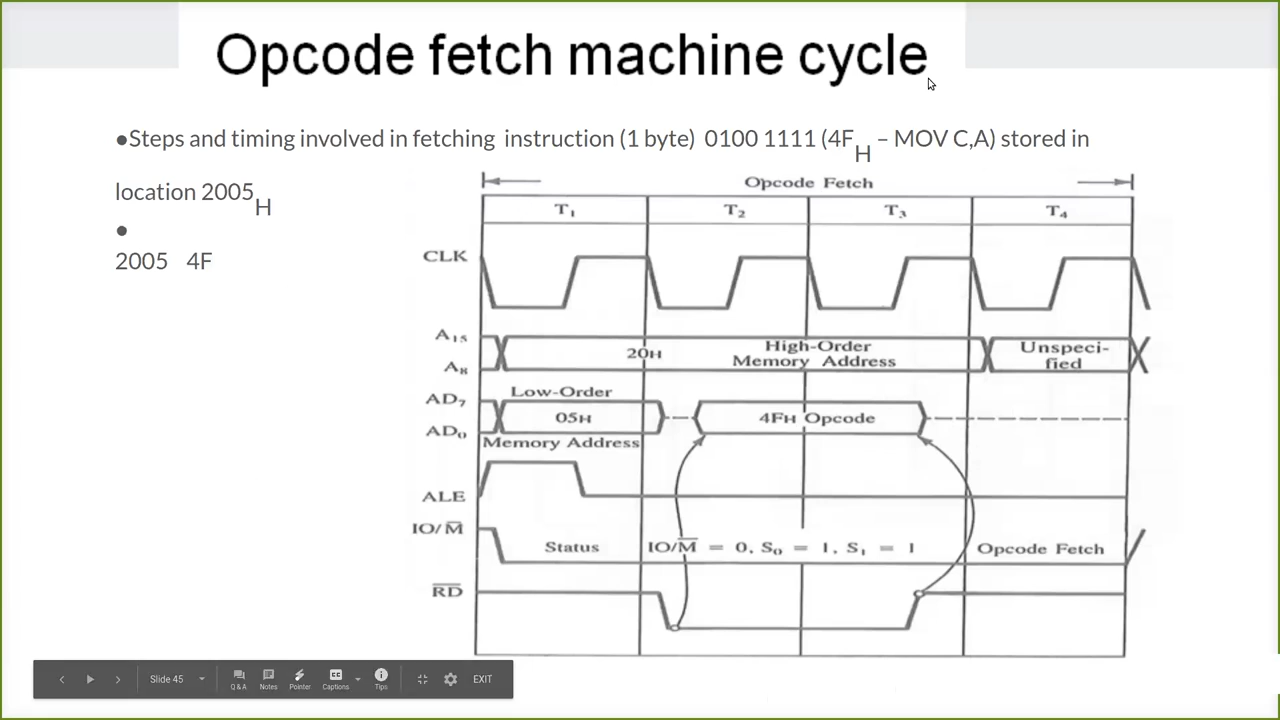 Opcode fetch machine cycle
●Steps and timing involved in fetching instruction (1 byte) 0100 1111 (4FH – MOV C,A) stored in
location 2005H
●
2005 4F
Opcode Fetch
T₁ T₂ T₃ T₄
CLK
A₁₅
A₈
20H
High-Order
Memory Address
Unspeci-
fied
AD₇
AD₀
Low-Order
05H
Memory Address
4FH Opcode
ALE
IO/M̅
Status IO/M̅ = 0, S₀ = 1, S₁ = 1 Opcode Fetch
R̅D̅
Slide 45 Q & A Notes Pointer Captions Tips EXIT
CC